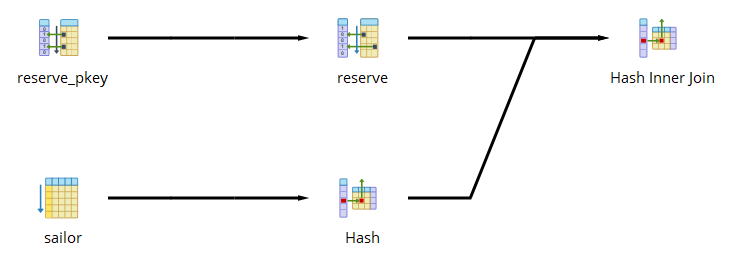 reserve_pkey
reserve
Hash Inner Join
sailor
Hash